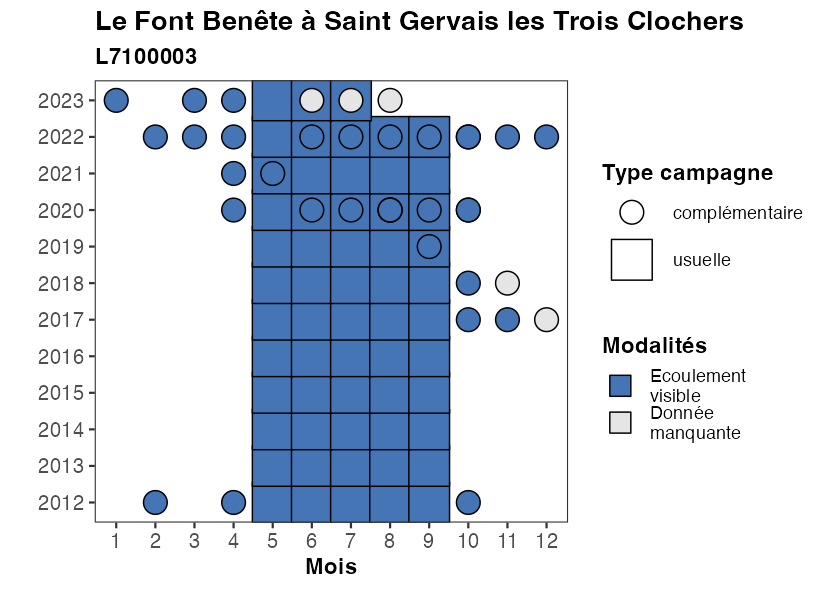 Le Font Benête à Saint Gervais les Trois Clochers
L7100003
2023
2022
2021
2020
2019
2018
2017
2016
2015
2014
2013
2012
1 2 3 4 5 6 7 8 9 10 11 12
Mois
Type campagne
complémentaire
usuelle
Modalités
Ecoulement
visible
Donnée
manquante